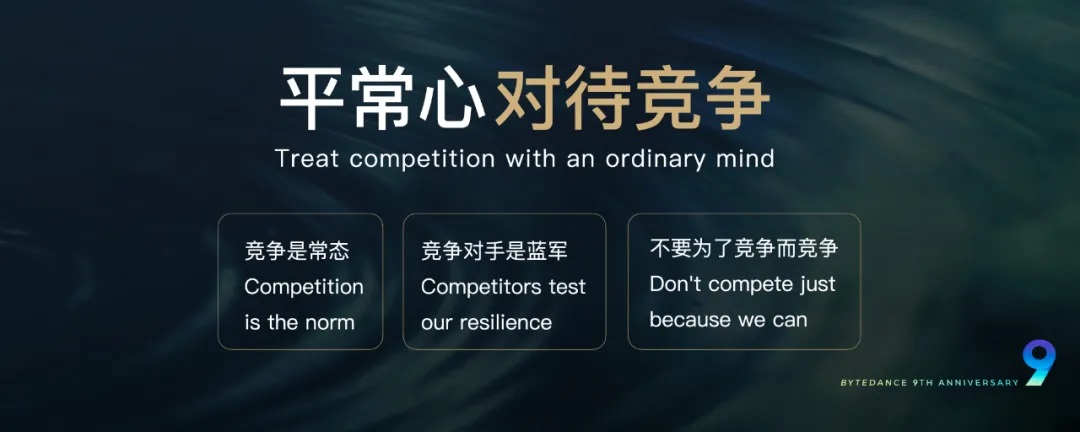 平常心对待竞争
Treat competition with an ordinary mind
竞争是常态
Competition
is the norm
竞争对手是蓝军
Competitors test
our resilience
不要为了竞争而竞争
Don't compete just
because we can
BYTEDANCE 9TH ANNIVERSARY 9